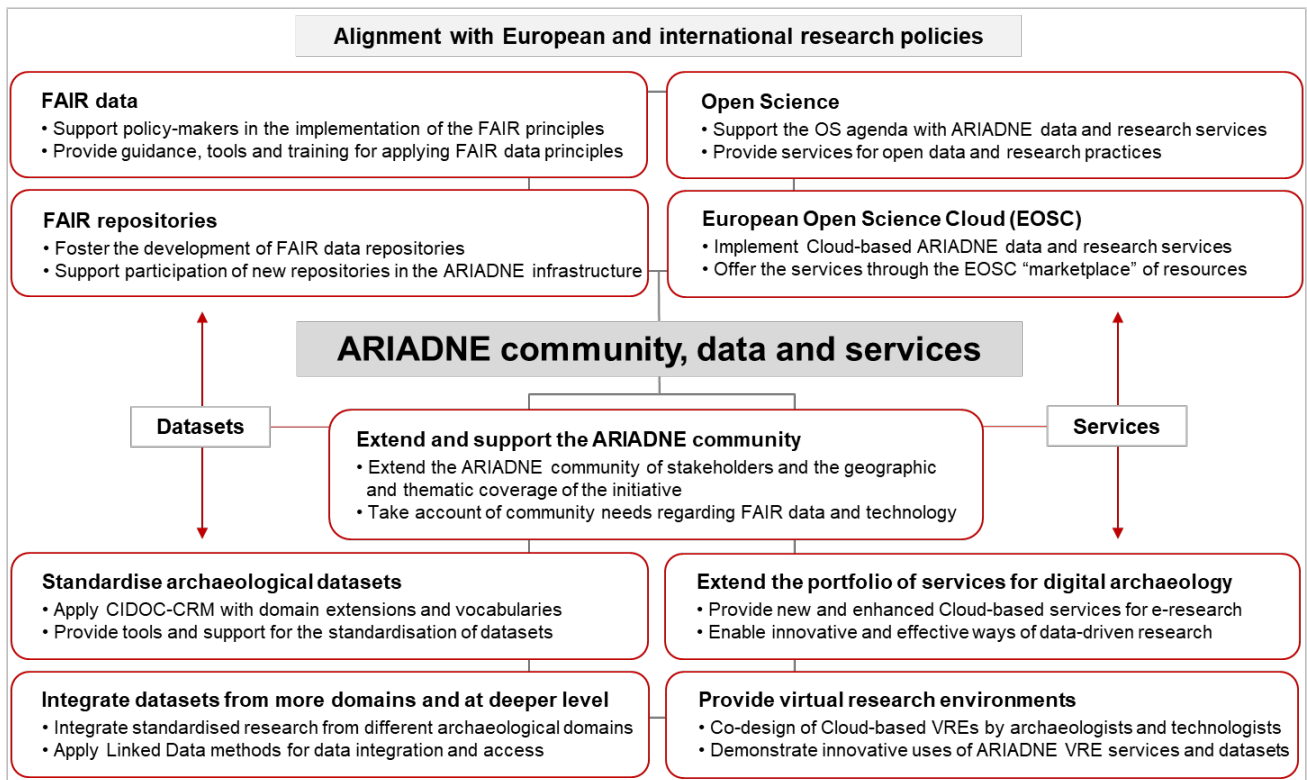 Alignment with European and international research policies
FAIR data
• Support policy-makers in the implementation of the FAIR principles
• Provide guidance, tools and training for applying FAIR data principles
Open Science
• Support the OS agenda with ARIADNE data and research services
• Provide services for open data and research practices
FAIR repositories
• Foster the development of FAIR data repositories
• Support participation of new repositories in the ARIADNE infrastructure
European Open Science Cloud (EOSC)
• Implement Cloud-based ARIADNE data and research services
• Offer the services through the EOSC “marketplace” of resources
ARIADNE community, data and services
Datasets
Extend and support the ARIADNE community
• Extend the ARIADNE community of stakeholders and the geographic
and thematic coverage of the initiative
• Take account of community needs regarding FAIR data and technology
Services
Standardise archaeological datasets
• Apply CIDOC-CRM with domain extensions and vocabularies
• Provide tools and support for the standardisation of datasets
Extend the portfolio of services for digital archaeology
• Provide new and enhanced Cloud-based services for e-research
• Enable innovative and effective ways of data-driven research
Integrate datasets from more domains and at deeper level
• Integrate standardised research from different archaeological domains
• Apply Linked Data methods for data integration and access
Provide virtual research environments
• Co-design of Cloud-based VREs by archaeologists and technologists
• Demonstrate innovative uses of ARIADNE VRE services and datasets